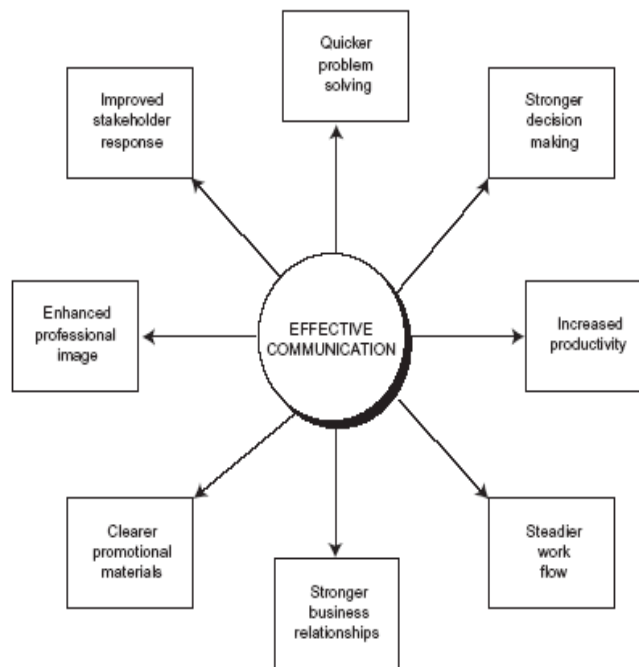 Quicker
problem
solving
Improved
stakeholder
response
Stronger
decision
making
Enhanced
professional
image
EFFECTIVE
COMMUNICATION
Increased
productivity
Clearer
promotional
materials
Stronger
business
relationships
Steadier
work
flow